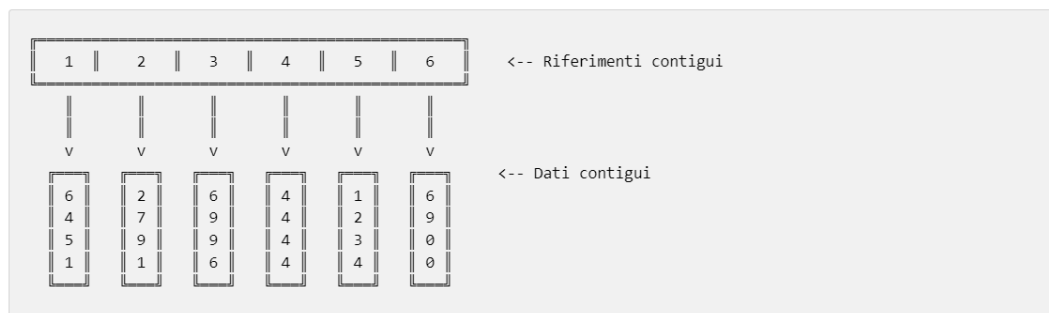 1 2 3 4 5 6 <-- Riferimenti contigui
v v v v v v
<-- Dati contigui
6 2 6 4 1 6
4 7 9 4 2 9
5 9 9 4 3 0
1 1 6 4 4 0